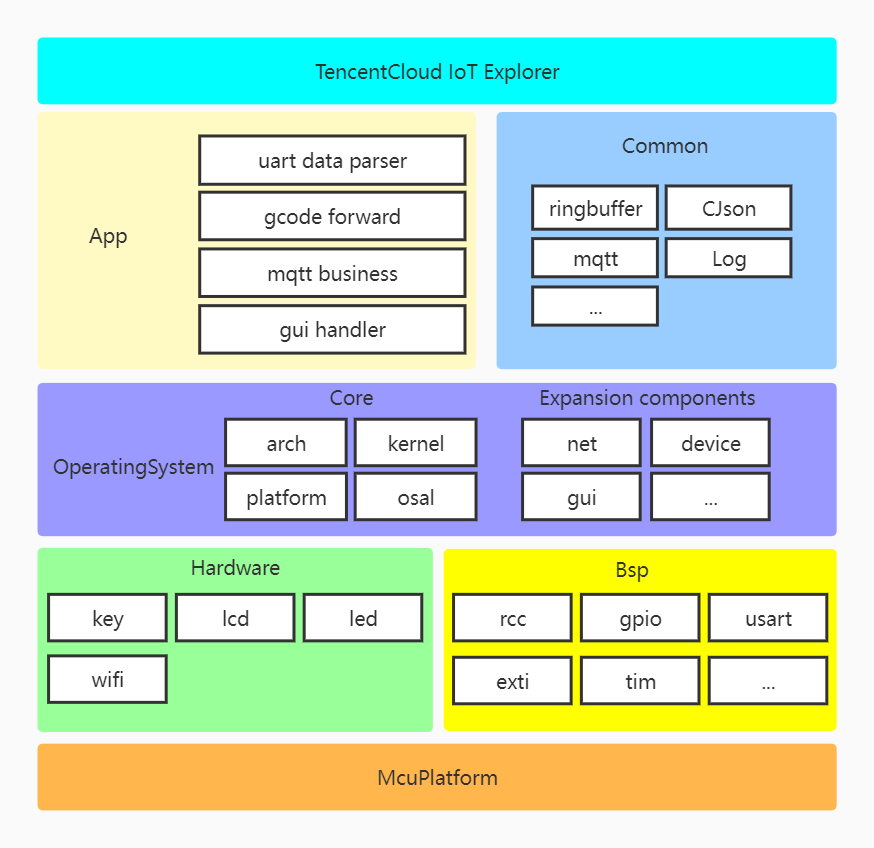 TencentCloud IoT Explorer
App
uart data parser
gcode forward
mqtt business
gui handler
Common
ringbuffer
CJson
mqtt
Log
...
OperatingSystem
Core
arch
kernel
platform
osal
Expansion components
net
device
gui
...
Hardware
key
lcd
led
wifi
Bsp
rcc
gpio
usart
exti
tim
...
McuPlatform